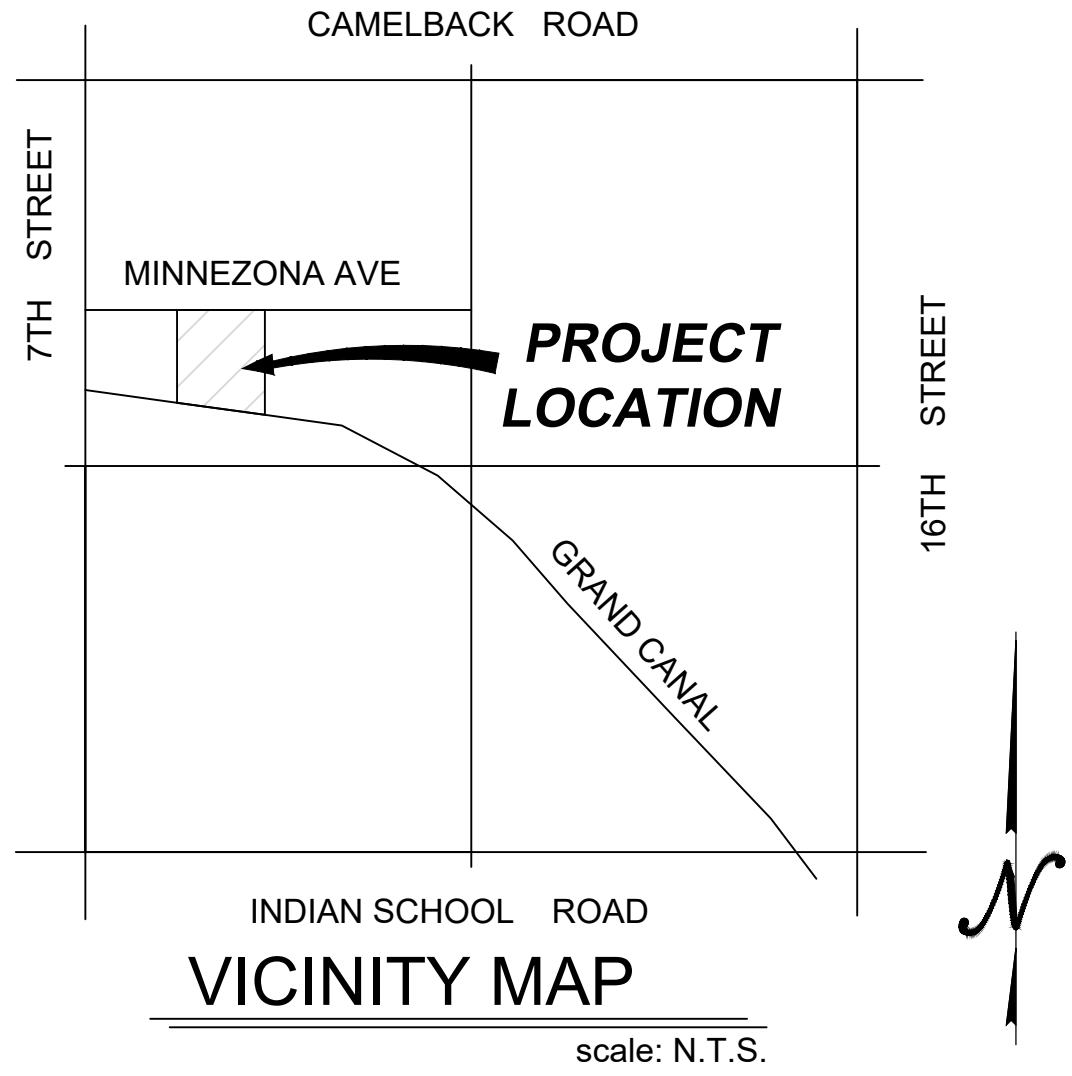 CAMELBACK ROAD
7TH STREET
MINNEZONA AVE
PROJECT
LOCATION
16TH STREET
GRAND CANAL
N
INDIAN SCHOOL ROAD
VICINITY MAP
scale: N.T.S.